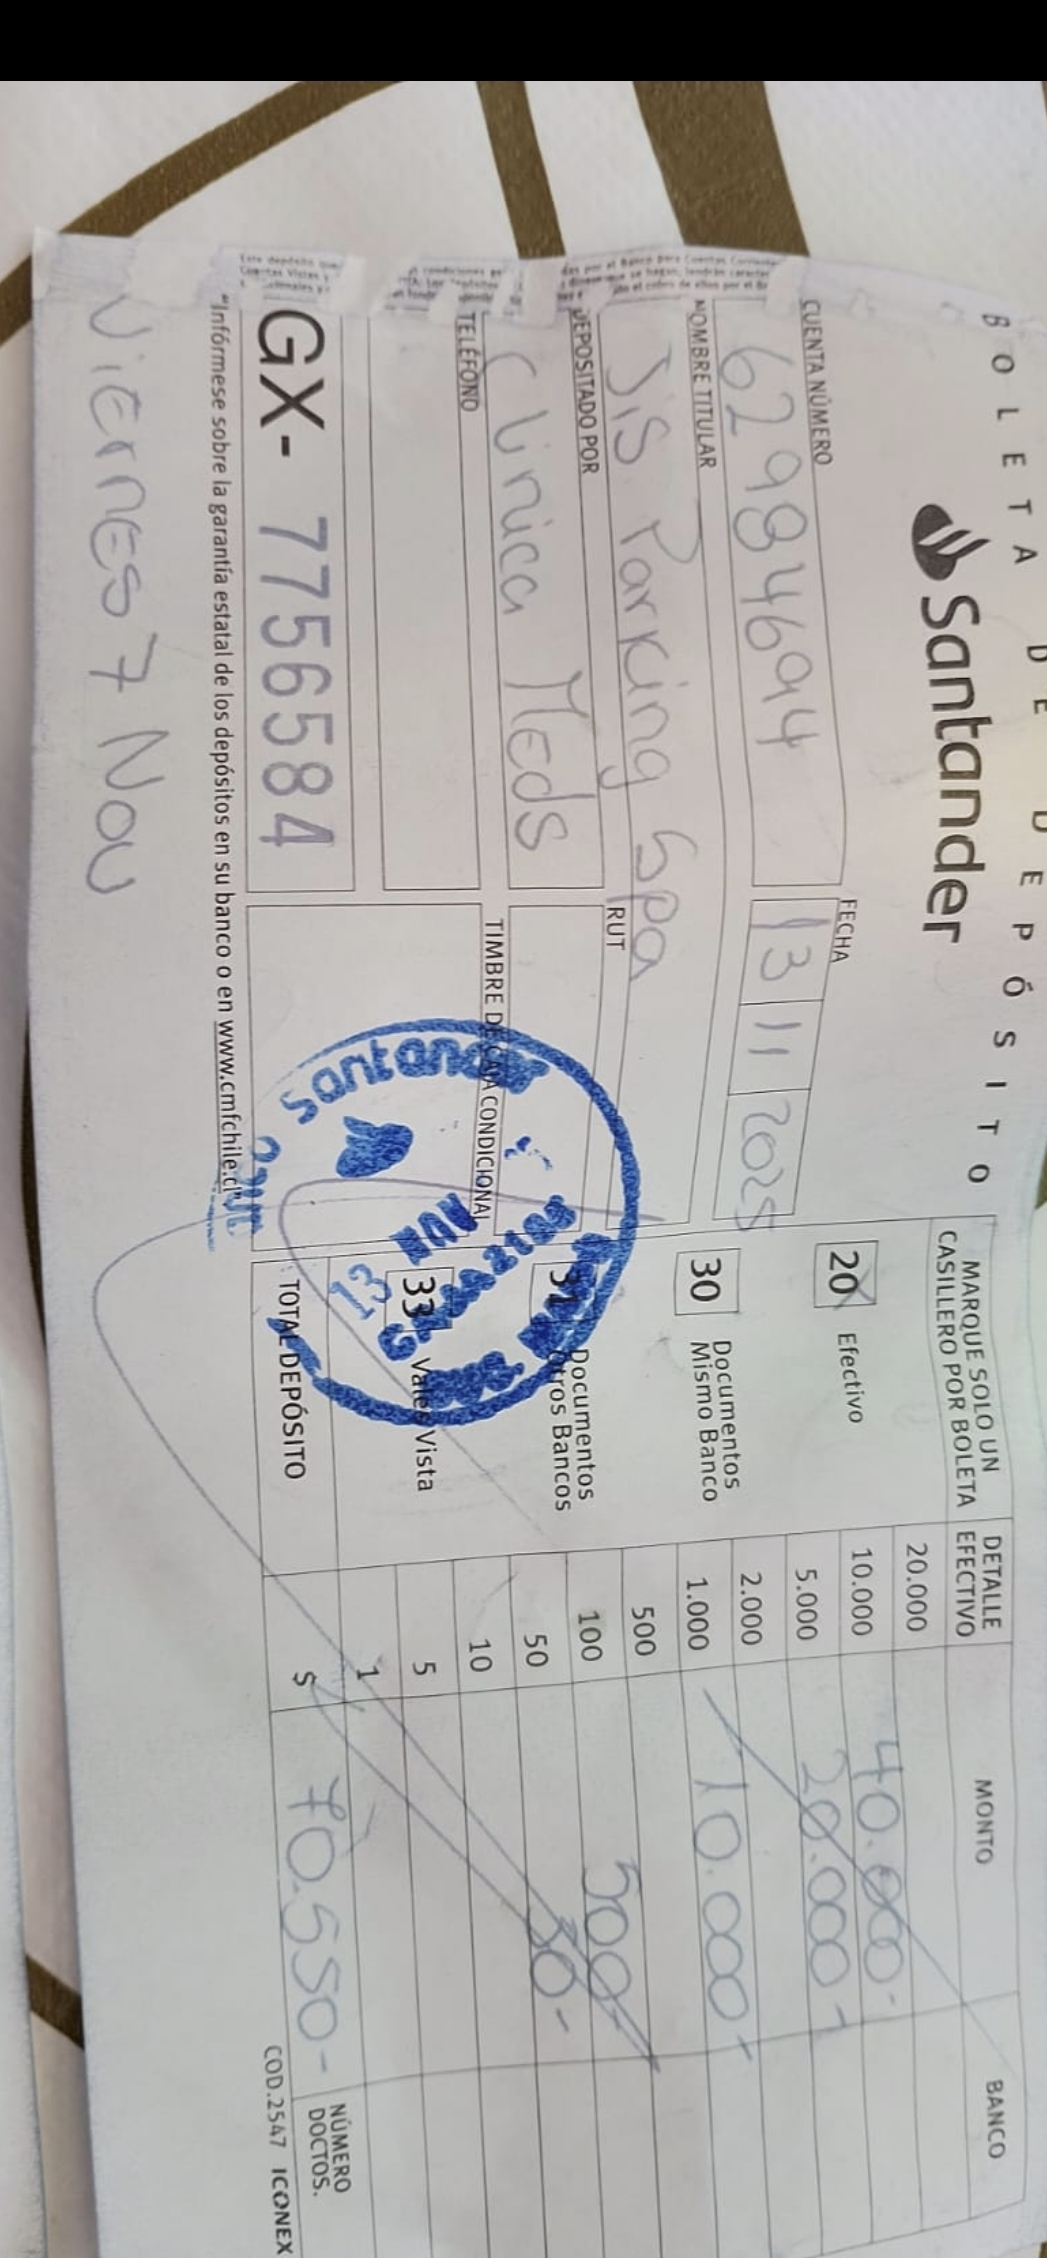 BOLETA DE DEPÓSITO
Santander
CUENTA NÚMERO
62984694
FECHA
13 11 2025
NOMBRE TITULAR
Jis Parking Spa
DEPOSITADO POR
Clinica Meds
RUT
TELÉFONO
TIMBRE DE CAJA CONDICIONAL
GX- 7756584
"Infórmese sobre la garantía estatal de los depósitos en su banco o en www.cmfchile.cl"
Viernes 7 Nov
MARQUE SOLO UN
CASILLERO POR BOLETA
20 Efectivo
30 Documentos
Mismo Banco
31 Documentos
Otros Bancos
33 Vales Vista
TOTAL DEPÓSITO
DETALLE
EFECTIVO
MONTO
BANCO
20.000
10.000 40.000-
5.000 20.000-
2.000
1.000 10.000-
500
100 500-
50 50-
10
5
1
$ 70.550-
NÚMERO
DOCTOS.
COD.2547 ICONEX
Santander
13